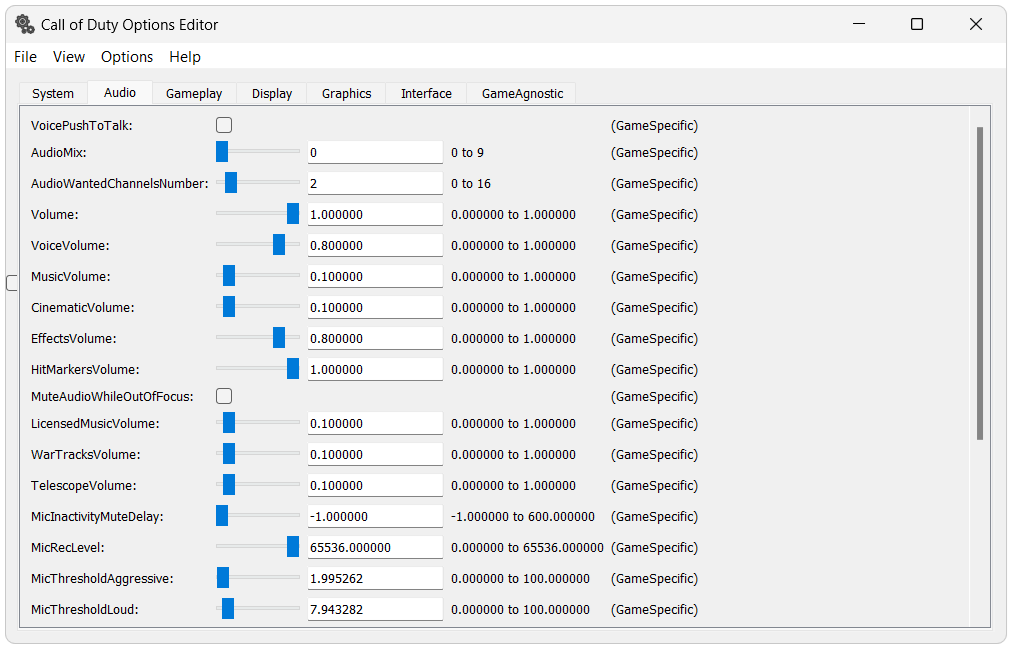 Call of Duty Options Editor
File View Options Help
System Audio Gameplay Display Graphics Interface GameAgnostic
VoicePushToTalk: (GameSpecific)
AudioMix: 0 0 to 9 (GameSpecific)
AudioWantedChannelsNumber: 2 0 to 16 (GameSpecific)
Volume: 1.000000 0.000000 to 1.000000 (GameSpecific)
VoiceVolume: 0.800000 0.000000 to 1.000000 (GameSpecific)
MusicVolume: 0.100000 0.000000 to 1.000000 (GameSpecific)
CinematicVolume: 0.100000 0.000000 to 1.000000 (GameSpecific)
EffectsVolume: 0.800000 0.000000 to 1.000000 (GameSpecific)
HitMarkersVolume: 1.000000 0.000000 to 1.000000 (GameSpecific)
MuteAudioWhileOutOfFocus: (GameSpecific)
LicensedMusicVolume: 0.100000 0.000000 to 1.000000 (GameSpecific)
WarTracksVolume: 0.100000 0.000000 to 1.000000 (GameSpecific)
TelescopeVolume: 0.100000 0.000000 to 1.000000 (GameSpecific)
MicInactivityMuteDelay: -1.000000 -1.000000 to 600.000000 (GameSpecific)
MicRecLevel: 65536.000000 0.000000 to 65536.000000 (GameSpecific)
MicThresholdAggressive: 1.995262 0.000000 to 100.000000 (GameSpecific)
MicThresholdLoud: 7.943282 0.000000 to 100.000000 (GameSpecific)